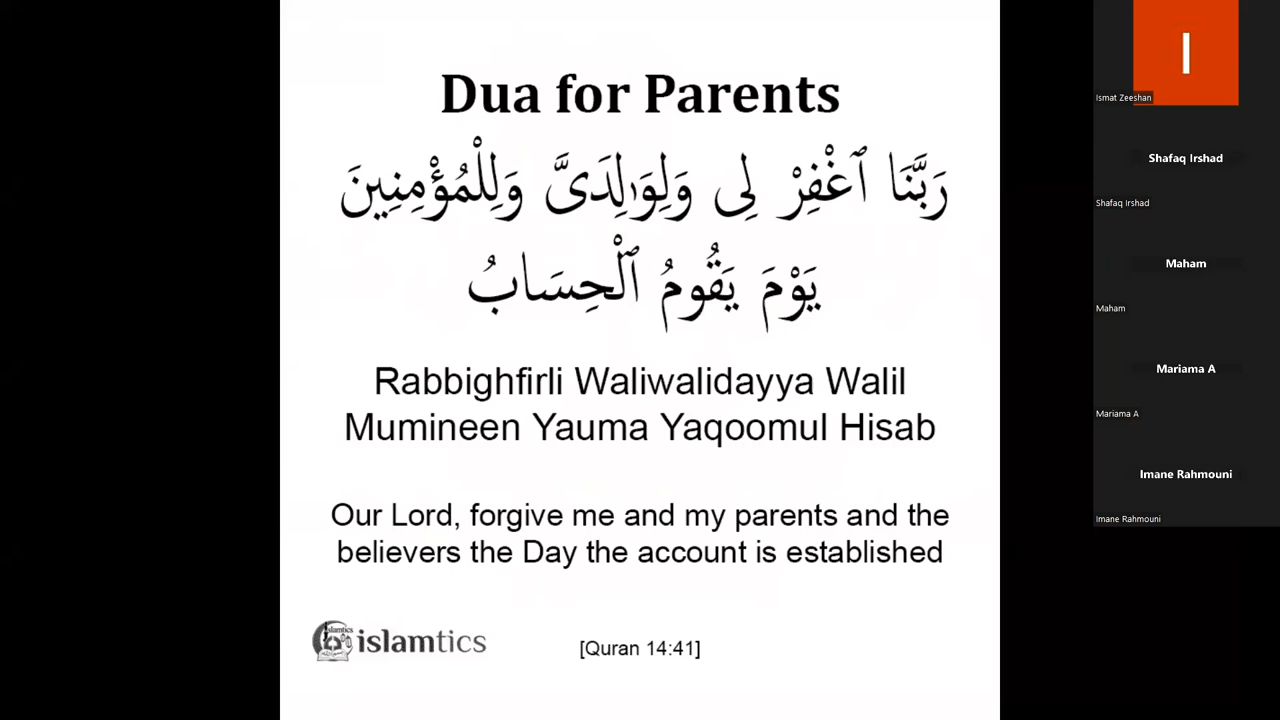 Dua for Parents
رَبَّنَا ٱغْفِرْ لِى وَلِوَٰلِدَىَّ وَلِلْمُؤْمِنِينَ
يَوْمَ يَقُومُ ٱلْحِسَابُ
Rabbighfirli Waliwalidayya Walil
Mumineen Yauma Yaqoomul Hisab
Our Lord, forgive me and my parents and the
believers the Day the account is established
islamtics
[Quran 14:41]
I
Ismat Zeeshan
Shafaq Irshad
Shafaq Irshad
Maham
Maham
Mariama A
Mariama A
Imane Rahmouni
Imane Rahmouni